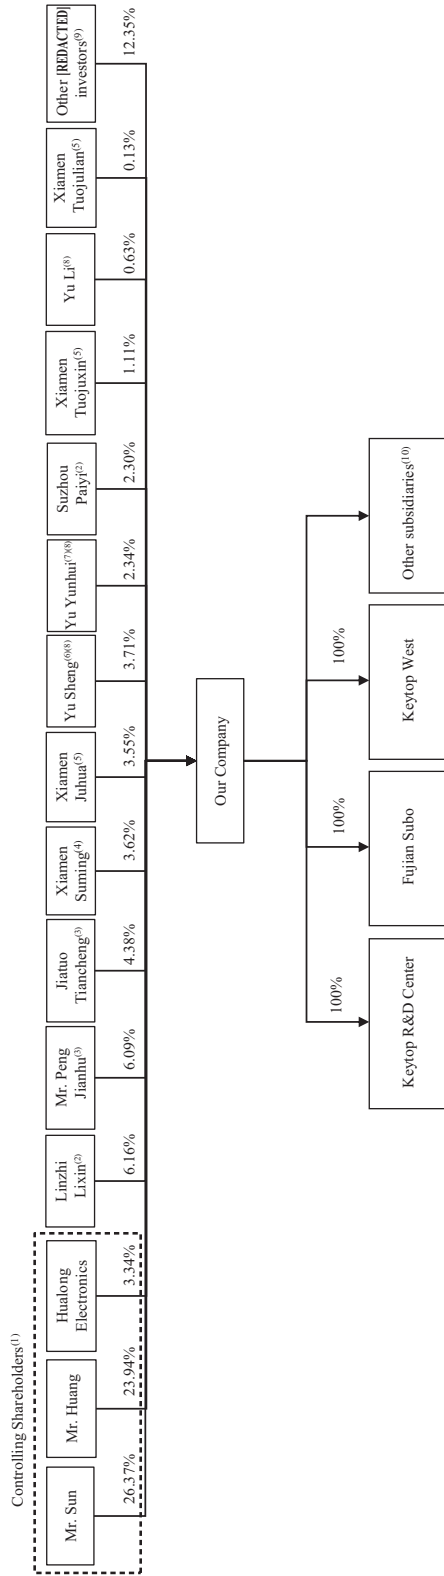 Controlling Shareholders(1)
Mr. Sun
Mr. Huang
Hualong
Electronics
Linzhi
Lixin(2)
Mr. Peng
Jianhu(3)
Jiatuo
Tiancheng(3)
Xiamen
Suming(4)
Xiamen
Juhua(5)
Yu Sheng(6)(8)
Yu Yunhui(7)(8)
Suzhou
Paiyi(2)
Xiamen
Tuojuxin(5)
Yu Li(8)
Xiamen
Tuojulian(5)
Other [REDACTED]
investors(9)
26.37%
23.94%
3.34%
6.16%
6.09%
4.38%
3.62%
3.55%
3.71%
2.34%
2.30%
1.11%
0.63%
0.13%
12.35%
Our Company
100%
100%
100%
Keytop R&D Center
Fujian Subo
Keytop West
Other subsidiaries(10)